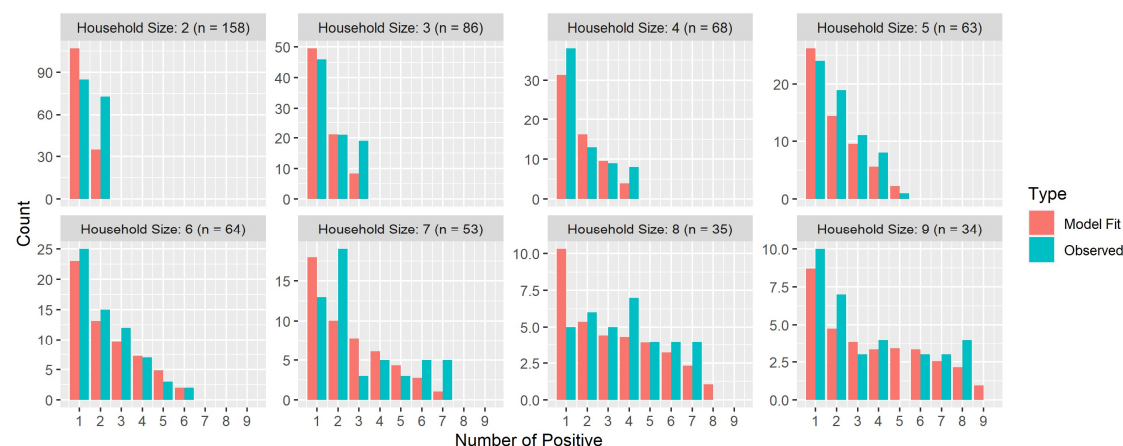 Household Size: 2 (n = 158)
Household Size: 3 (n = 86)
Household Size: 4 (n = 68)
Household Size: 5 (n = 63)
90
60
30
0
50
40
30
20
10
0
30
20
10
0
20
10
0
Count
Household Size: 6 (n = 64)
Household Size: 7 (n = 53)
Household Size: 8 (n = 35)
Household Size: 9 (n = 34)
25
20
15
10
5
0
15
10
5
0
10.0
7.5
5.0
2.5
0.0
10.0
7.5
5.0
2.5
0.0
1 2 3 4 5 6 7 8 9
1 2 3 4 5 6 7 8 9
1 2 3 4 5 6 7 8 9
1 2 3 4 5 6 7 8 9
Number of Positive
Type
Model Fit
Observed